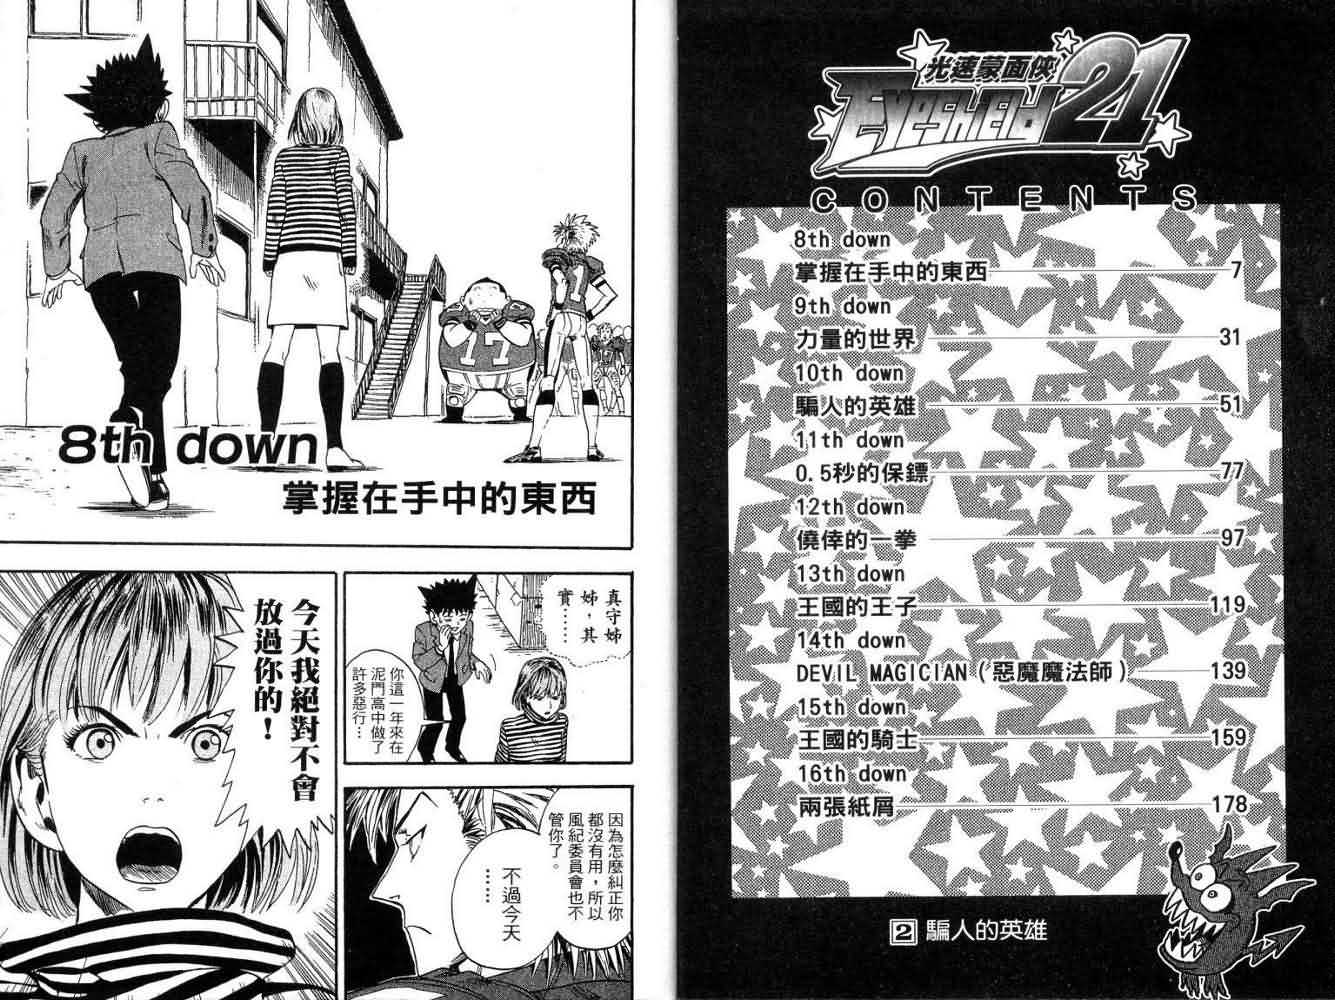 光速蒙面俠
EYESHIELD 21
CONTENTS
8th down
掌握在手中的東西 7
9th down
力量的世界 31
10th down
騙人的英雄 51
11th down
0.5秒的保鏢 77
12th down
僥倖的一拳 97
13th down
王國的王子 119
14th down
DEVIL MAGICIAN（惡魔魔法師） 139
15th down
王國的騎士 159
16th down
兩張紙屑 178
2 騙人的英雄
17
1
8th down
掌握在手中的東西
真守姊
姊，其
實……
你這一年來在
泥門高中做了
許多惡行…
因為怎麼糾正你
都沒有用，所以
風紀委員會也不
管你了。
不過今天
……
今天我絕對不會
放過你的！